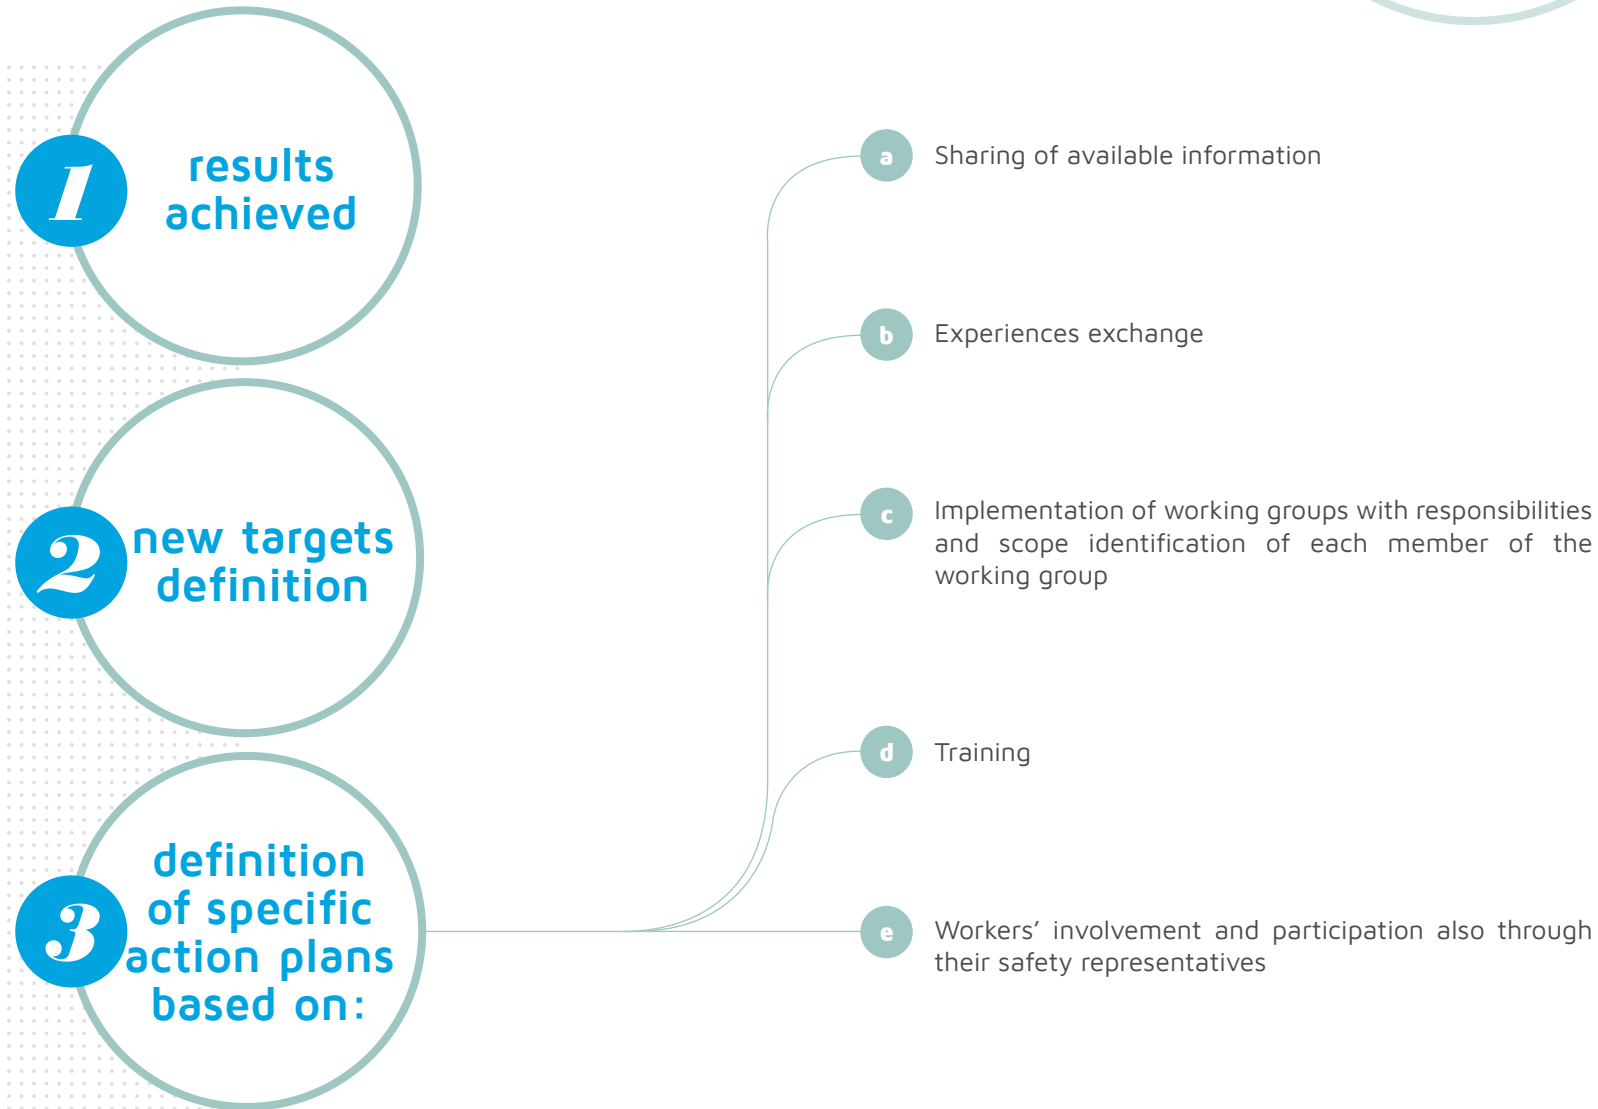 1
results
achieved
2
new targets
definition
3
definition
of specific
action plans
based on:
a
Sharing of available information
b
Experiences exchange
c
Implementation of working groups with responsibilities
and scope identification of each member of the
working group
d
Training
e
Workers’ involvement and participation also through
their safety representatives